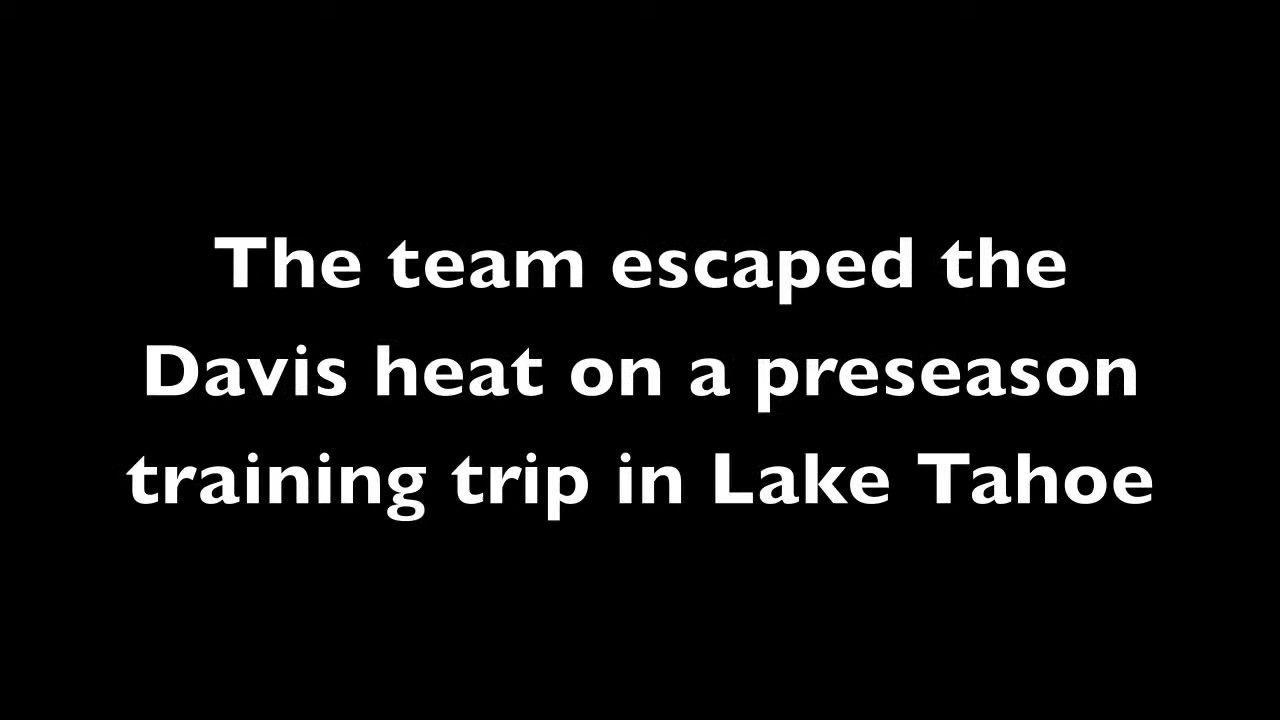 The team escaped the
Davis heat on a preseason
training trip in Lake Tahoe